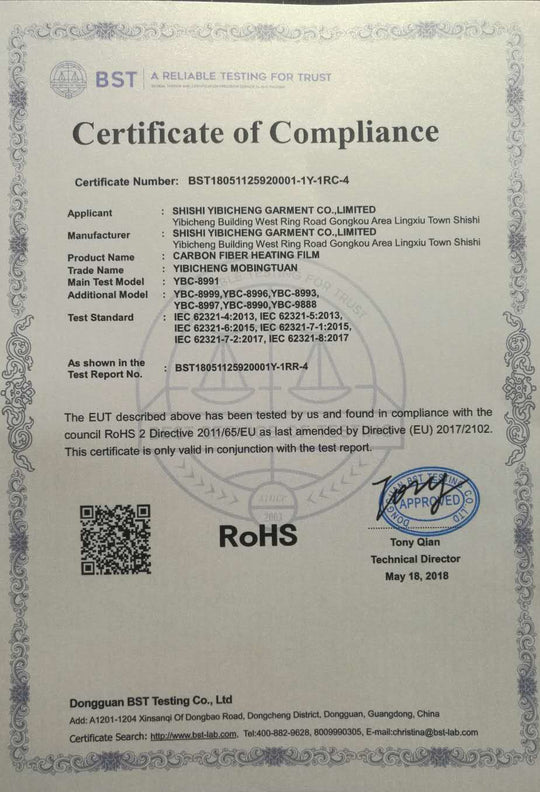 BST A RELIABLE TESTING FOR TRUST
Certificate of Compliance
Certificate Number: BST18051125920001-1Y-1RC-4
Applicant : SHISHI YIBICHENG GARMENT CO.,LIMITED
Yibicheng Building West Ring Road Gongkou Area Lingxiu Town Shishi
Manufacturer : SHISHI YIBICHENG GARMENT CO.,LIMITED
Yibicheng Building West Ring Road Gongkou Area Lingxiu Town Shishi
Product Name : CARBON FIBER HEATING FILM
Trade Name : YIBICHENG MOBINGTUAN
Main Test Model : YBC-8991
Additional Model : YBC-8999,YBC-8996,YBC-8993,
YBC-8997,YBC-8990,YBC-9888
Test Standard : IEC 62321-4:2013, IEC 62321-5:2013,
IEC 62321-6:2015, IEC 62321-7-1:2015,
IEC 62321-7-2:2017, IEC 62321-8:2017
As shown in the
Test Report No. : BST18051125920001Y-1RR-4
The EUT described above has been tested by us and found in compliance with the
council RoHS 2 Directive 2011/65/EU as last amended by Directive (EU) 2017/2102.
This certificate is only valid in conjunction with the test report.
DONGGUAN BST TESTING CO.,LTD
APPROVED
RoHS
Tony Qian
Technical Director
May 18, 2018
Dongguan BST Testing Co., Ltd
Add: A1201-1204 Xinsanqi Of Dongbao Road, Dongcheng District, Dongguan, Guangdong, China
Certificate Search: http://www.bst-lab.com, Tel:400-882-9628, 8009990305, E-mail:christina@bst-lab.com